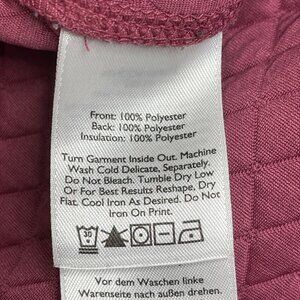 Front: 100% Polyester
Back: 100% Polyester
Insulation: 100% Polyester
Turn Garment Inside Out. Machine
Wash Cold Delicate, Separately.
Do Not Bleach. Tumble Dry Low
Or For Best Results Reshape, Dry
Flat. Cool Iron As Desired. Do Not
Iron On Print.
30
Vor dem Waschen linke
Warenseite nach außen drehen.